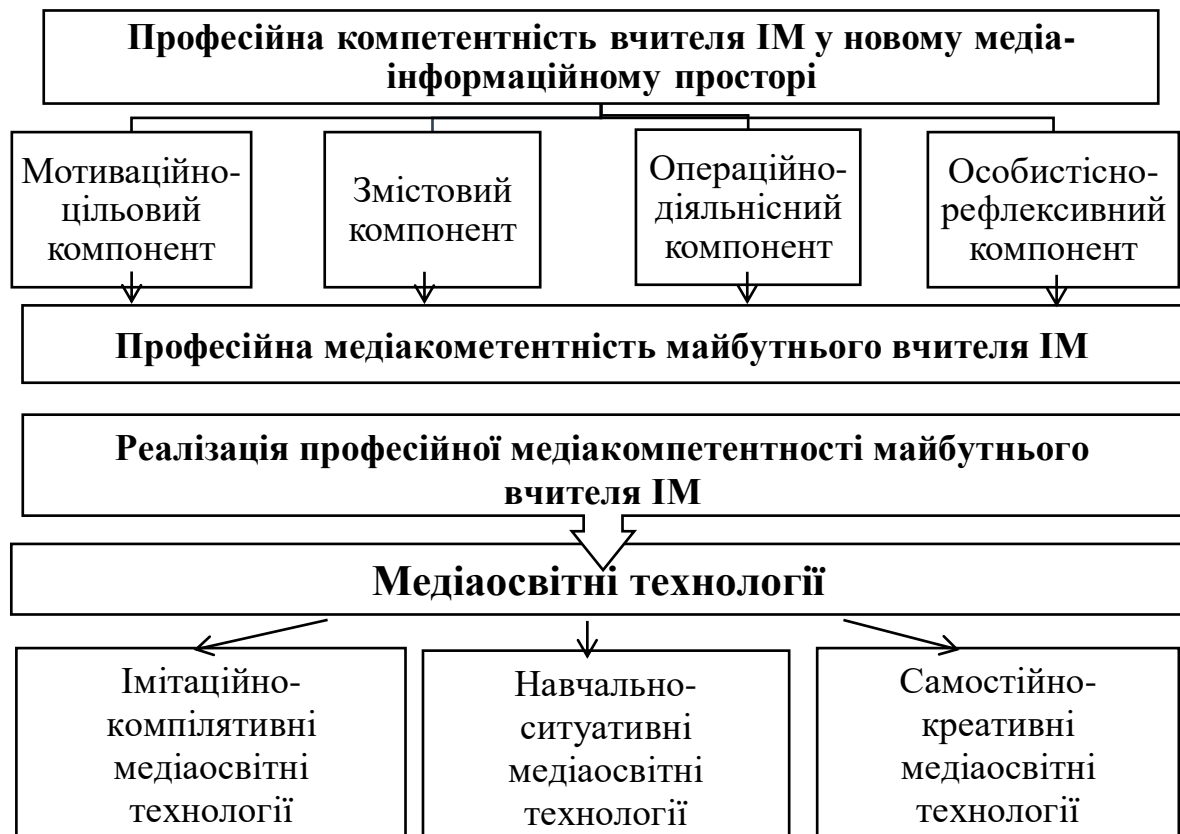 Професійна компетентність вчителя ІМ у новому медіа-
інформаційному просторі
Мотиваційно-
цільовий
компонент
Змістовий
компонент
Операційно-
діяльнісний
компонент
Особистісно-
рефлексивний
компонент
Професійна медіакометентність майбутнього вчителя ІМ
Реалізація професійної медіакомпетентності майбутнього
вчителя ІМ
Медіаосвітні технології
Імітаційно-
компілятивні
медіаосвітні
технології
Навчально-
ситуативні
медіаосвітні
технології
Самостійно-
креативні
медіаосвітні
технології